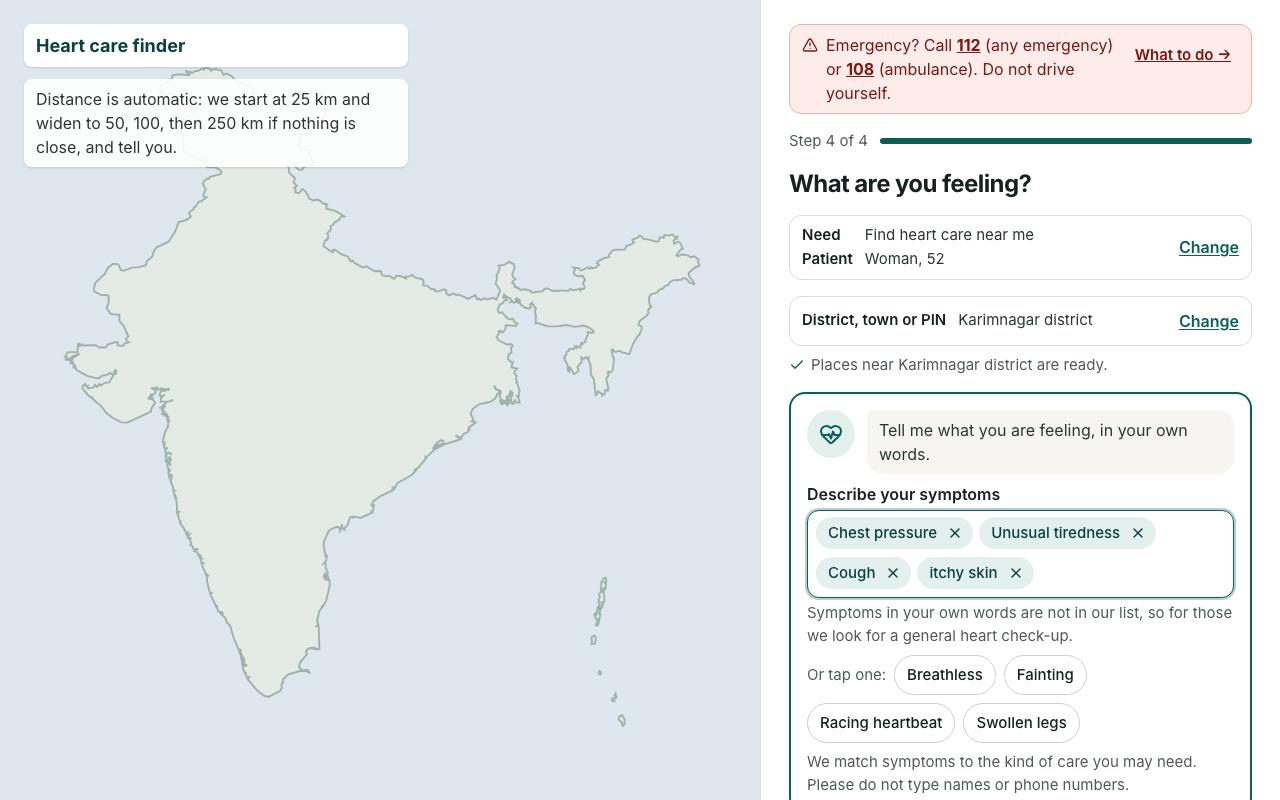 Heart care finder
Distance is automatic: we start at 25 km and
widen to 50, 100, then 250 km if nothing is
close, and tell you.
Emergency? Call 112 (any emergency)
or 108 (ambulance). Do not drive
yourself.
What to do →
Step 4 of 4
What are you feeling?
Need Find heart care near me
Patient Woman, 52
Change
District, town or PIN Karimnagar district
Change
Places near Karimnagar district are ready.
Tell me what you are feeling, in your own
words.
Describe your symptoms
Chest pressure × Unusual tiredness ×
Cough × itchy skin ×
Symptoms in your own words are not in our list, so for those
we look for a general heart check-up.
Or tap one: Breathless Fainting
Racing heartbeat Swollen legs
We match symptoms to the kind of care you may need.
Please do not type names or phone numbers.